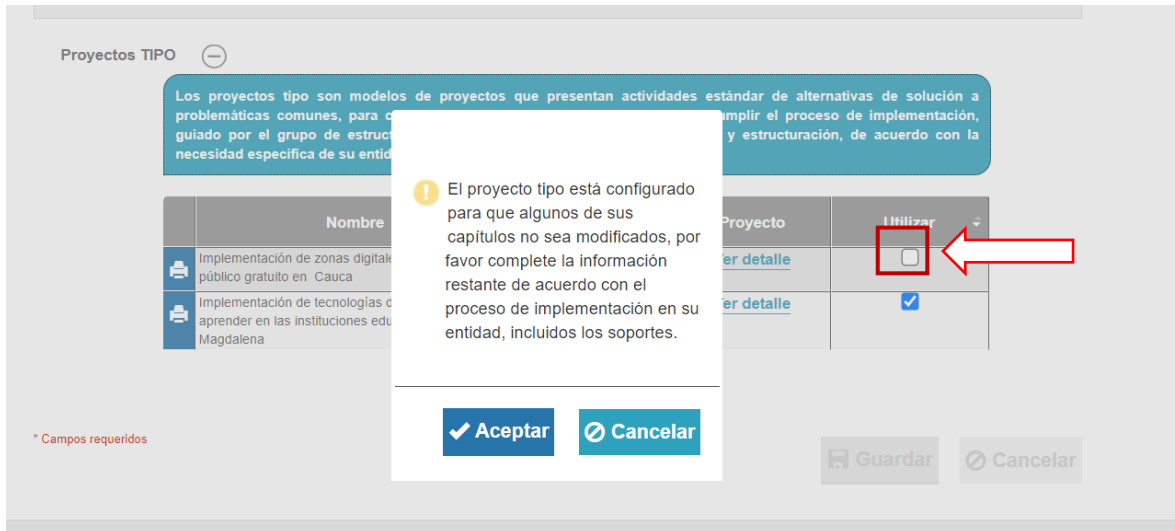 Proyectos TIPO
Los proyectos tipo son modelos de proyectos que presentan actividades estándar de alternativas de solución a
problemáticas comunes, para c umplir el proceso de implementación,
guiado por el grupo de estruct y estructuración, de acuerdo con la
necesidad específica de su entid
El proyecto tipo está configurado
para que algunos de sus
capítulos no sea modificados, por
favor complete la información
restante de acuerdo con el
proceso de implementación en su
entidad, incluidos los soportes.
Aceptar Cancelar
Nombre Proyecto Utilizar
Implementación de zonas digitale
público gratuito en Cauca
er detalle
Implementación de tecnologías d
aprender en las instituciones edu
Magdalena
er detalle
* Campos requeridos
Guardar Cancelar